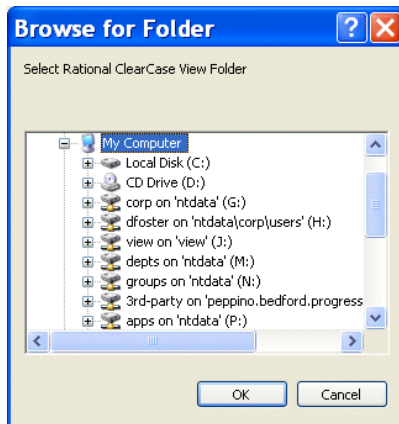 Browse for Folder
Select Rational ClearCase View Folder
My Computer
Local Disk (C:)
CD Drive (D:)
corp on 'ntdata' (G:)
dfoster on 'ntdata\corp\users' (H:)
view on 'view' (J:)
depts on 'ntdata' (M:)
groups on 'ntdata' (N:)
3rd-party on 'peppino.bedford.progress
apps on 'ntdata' (P:)
OK
Cancel